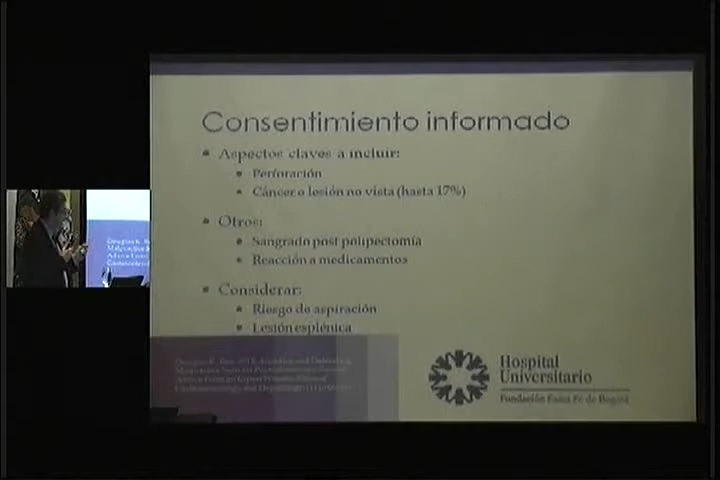 Consentimiento informado
Aspectos claves a incluir:
Perforación
Cáncer o lesión no vista (hasta 17%)
Otros:
Sangrado post polipectomía
Reacción a medicamentos
Considerar:
Riesgo de aspiración
Lesión esplénica
Hospital
Universitario
Fundación Santa Fe de Bogotá